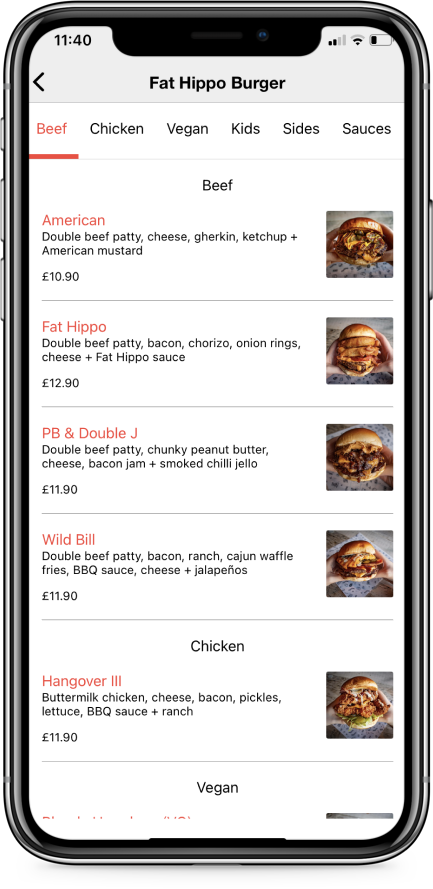 11:40
Fat Hippo Burger
Beef Chicken Vegan Kids Sides Sauces
Beef
American
Double beef patty, cheese, gherkin, ketchup +
American mustard
£10.90
Fat Hippo
Double beef patty, bacon, chorizo, onion rings,
cheese + Fat Hippo sauce
£12.90
PB & Double J
Double beef patty, chunky peanut butter,
cheese, bacon jam + smoked chilli jello
£11.90
Wild Bill
Double beef patty, bacon, ranch, cajun waffle
fries, BBQ sauce, cheese + jalapeños
£11.90
Chicken
Hangover III
Buttermilk chicken, cheese, bacon, pickles,
lettuce, BBQ sauce + ranch
£11.90
Vegan